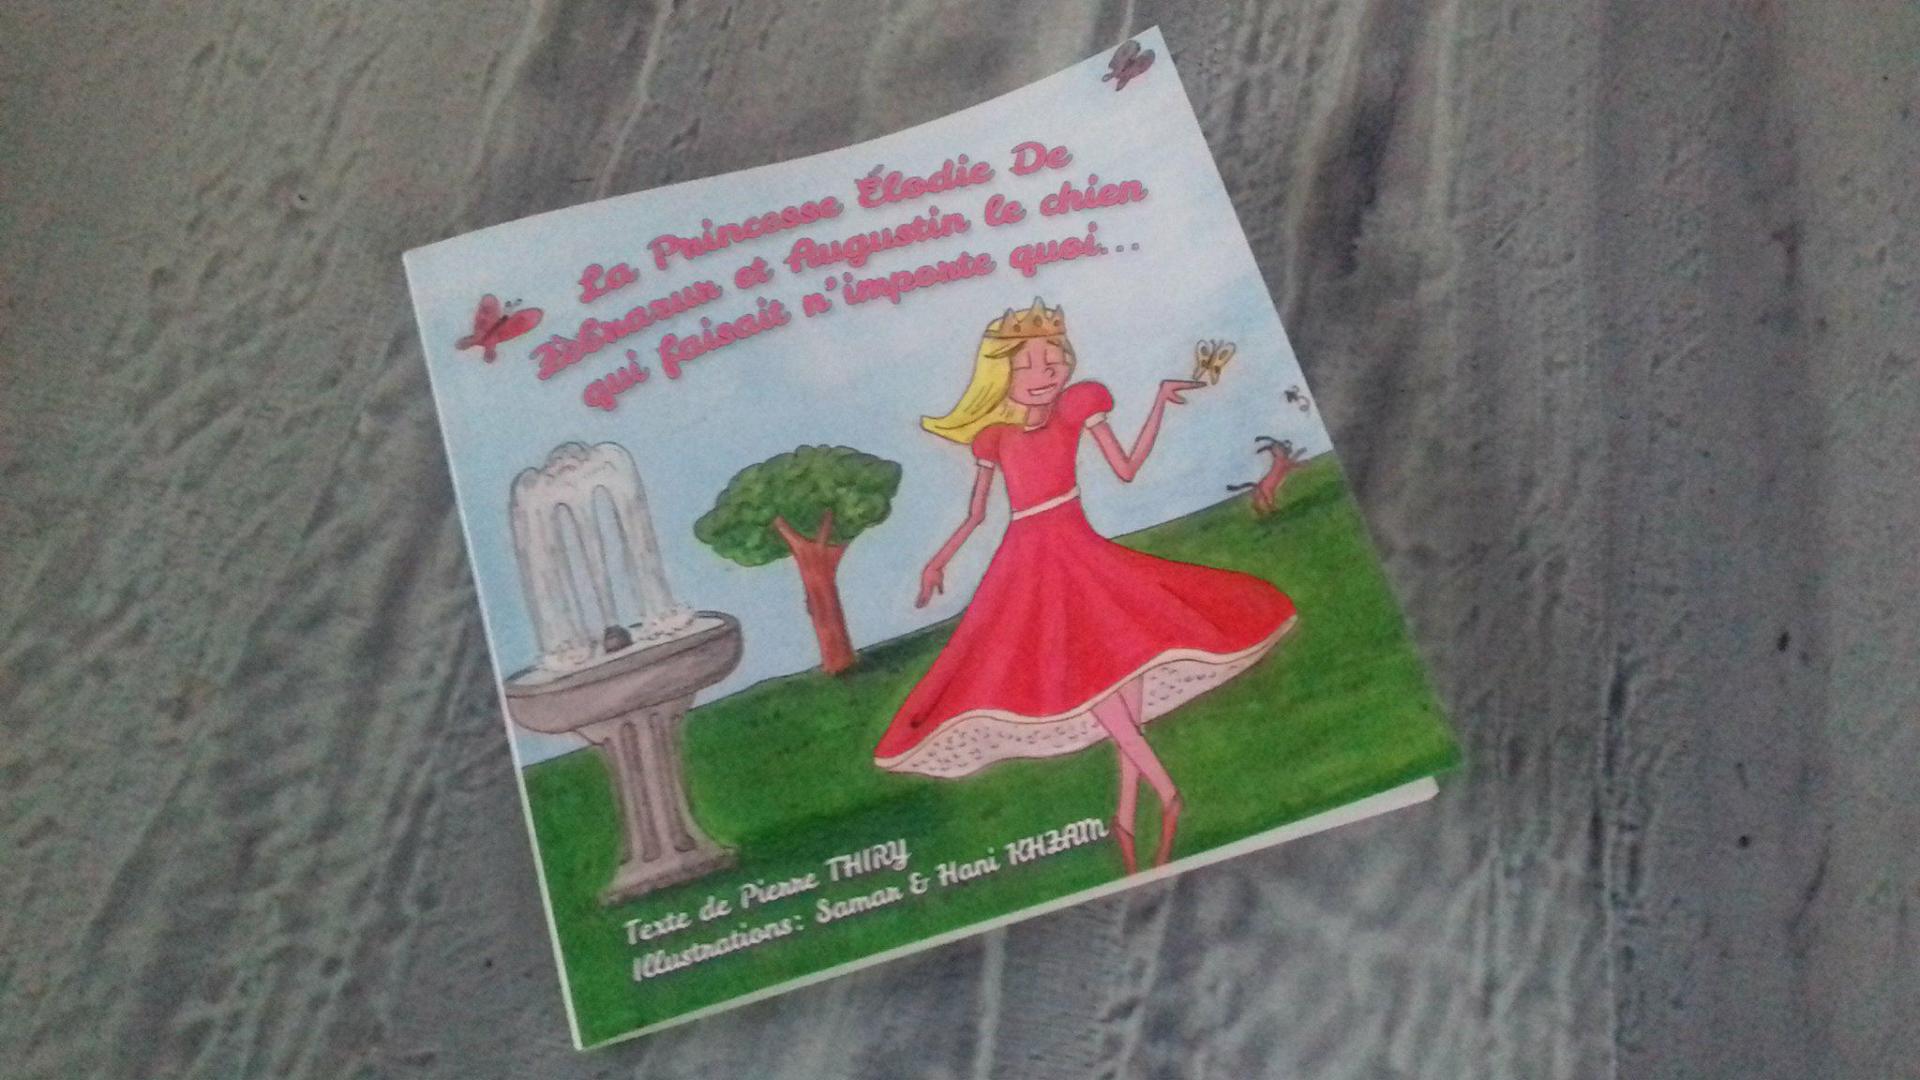 La Princesse Élodie De
Zèbrazur et Augustin le chien
qui faisait n'importe quoi...
Texte de Pierre THIRY
Illustrations: Samar & Hani KHZAM